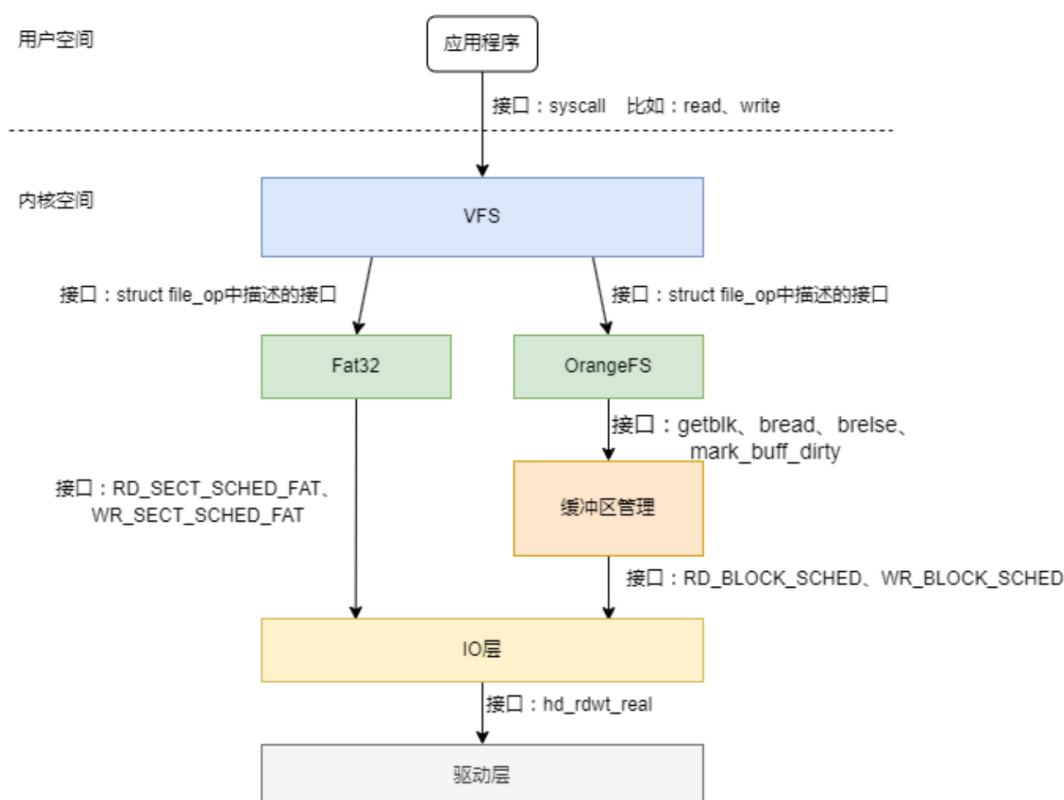 用户空间
应用程序
接口：syscall 比如：read、write
内核空间
VFS
接口：struct file_op中描述的接口
接口：struct file_op中描述的接口
Fat32
OrangeFS
接口：getblk、bread、brelse、
mark_buff_dirty
接口：RD_SECT_SCHED_FAT、
WR_SECT_SCHED_FAT
缓冲区管理
接口：RD_BLOCK_SCHED、WR_BLOCK_SCHED
IO层
接口：hd_rdwt_real
驱动层